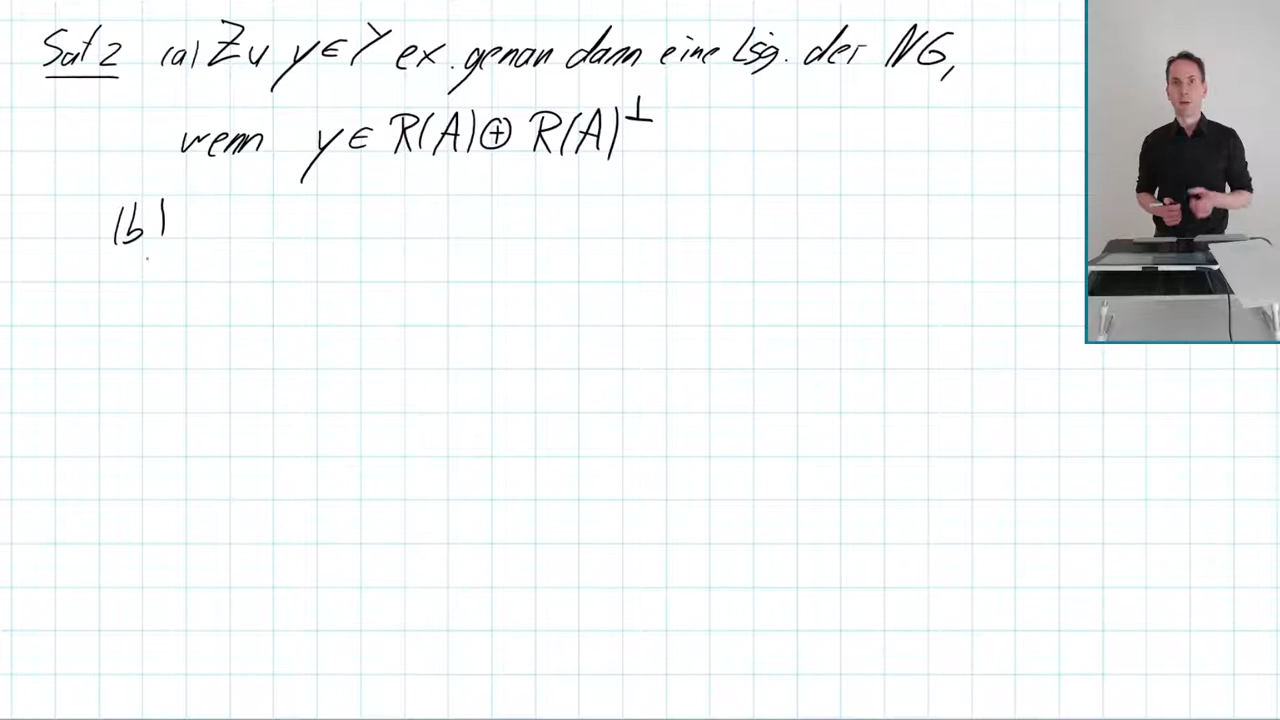 Satz (a) Zu y ∈ Y ex. genau dann eine Lsg. der NG,
wenn y ∈ R(A) ⊕ R(A)^⊥
(b)